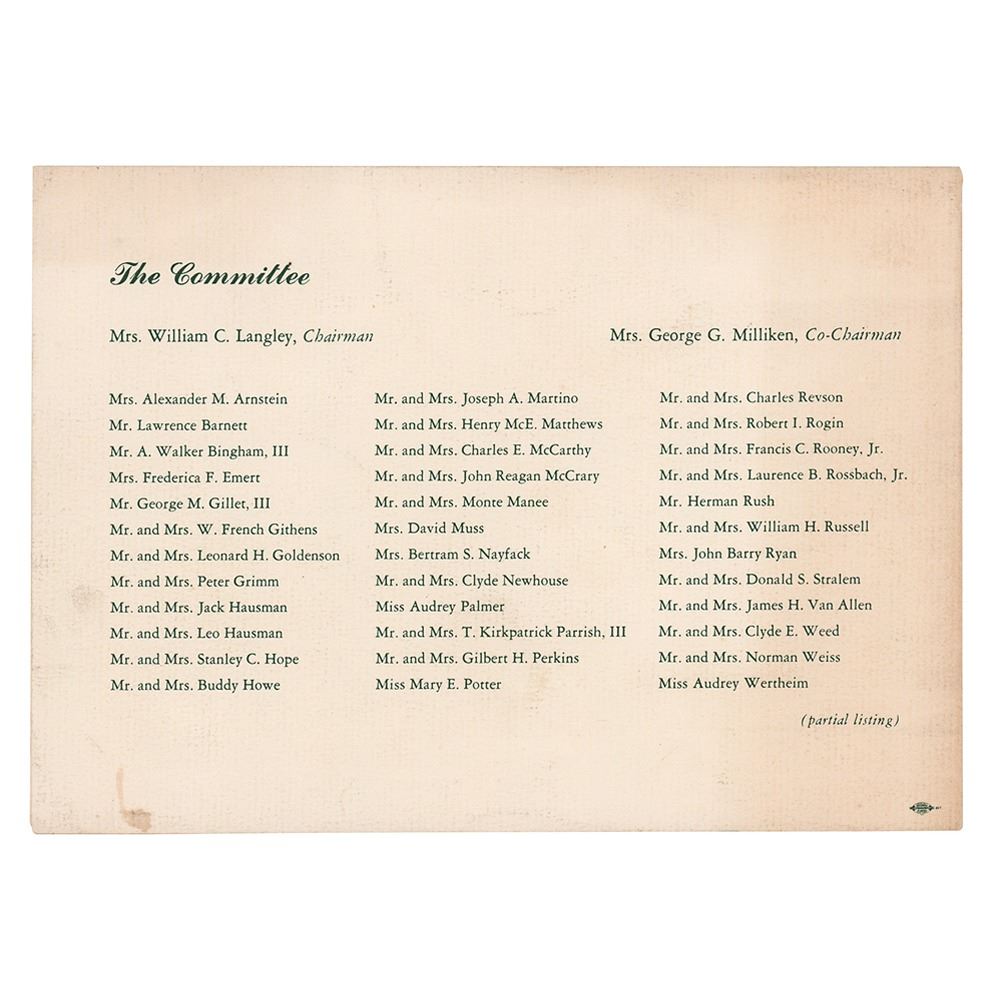 The Committee
Mrs. William C. Langley, Chairman
Mrs. George G. Milliken, Co-Chairman
Mrs. Alexander M. Arnstein
Mr. Lawrence Barnett
Mr. A. Walker Bingham, III
Mrs. Frederica F. Emert
Mr. George M. Gillet, III
Mr. and Mrs. W. French Githens
Mr. and Mrs. Leonard H. Goldenson
Mr. and Mrs. Peter Grimm
Mr. and Mrs. Jack Hausman
Mr. and Mrs. Leo Hausman
Mr. and Mrs. Stanley C. Hope
Mr. and Mrs. Buddy Howe
Mr. and Mrs. Joseph A. Martino
Mr. and Mrs. Henry McE. Matthews
Mr. and Mrs. Charles E. McCarthy
Mr. and Mrs. John Reagan McCrary
Mr. and Mrs. Monte Manee
Mrs. David Muss
Mrs. Bertram S. Nayfack
Mr. and Mrs. Clyde Newhouse
Miss Audrey Palmer
Mr. and Mrs. T. Kirkpatrick Parrish, III
Mr. and Mrs. Gilbert H. Perkins
Miss Mary E. Potter
Mr. and Mrs. Charles Revson
Mr. and Mrs. Robert I. Rogin
Mr. and Mrs. Francis C. Rooney, Jr.
Mr. and Mrs. Laurence B. Rossbach, Jr.
Mr. Herman Rush
Mr. and Mrs. William H. Russell
Mrs. John Barry Ryan
Mr. and Mrs. Donald S. Stralem
Mr. and Mrs. James H. Van Allen
Mr. and Mrs. Clyde E. Weed
Mr. and Mrs. Norman Weiss
Miss Audrey Wertheim
(partial listing)